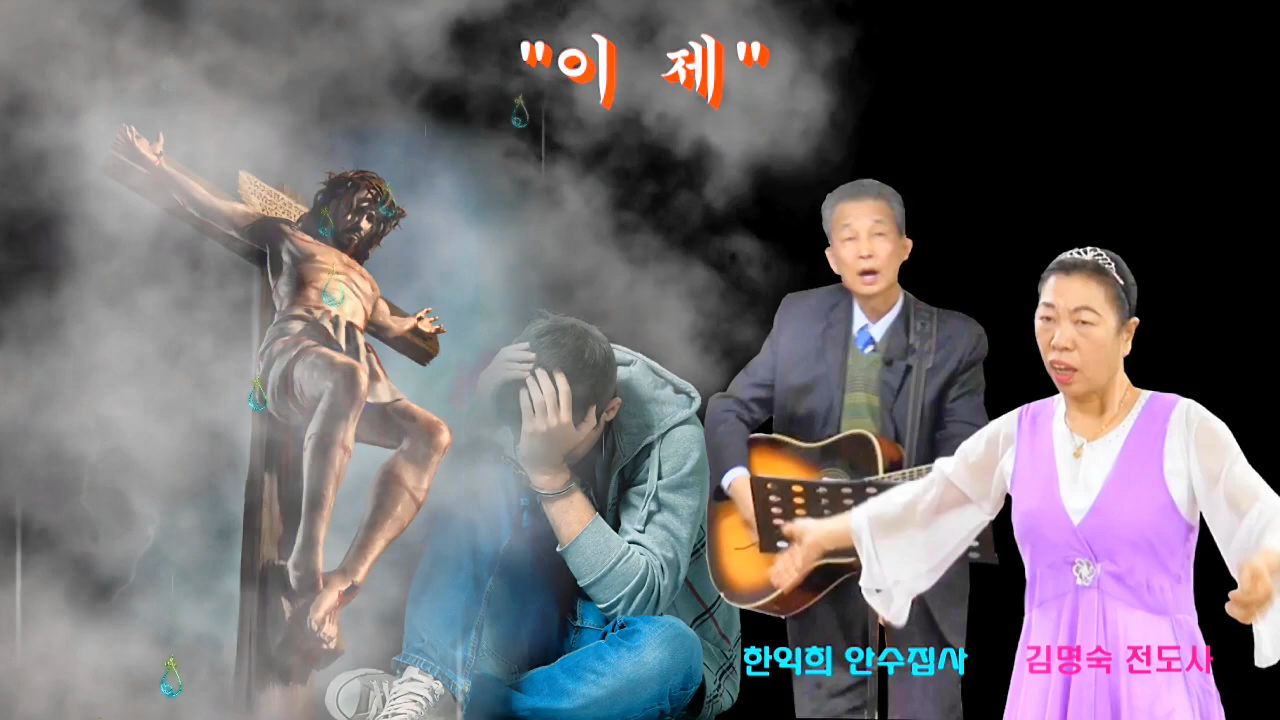 "이 제"
한익희 안수집사
김명숙 전도사